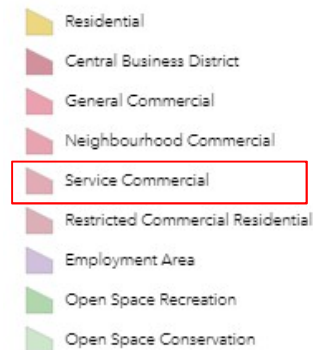 Residential
Central Business District
General Commercial
Neighbourhood Commercial
Service Commercial
Restricted Commercial Residential
Employment Area
Open Space Recreation
Open Space Conservation